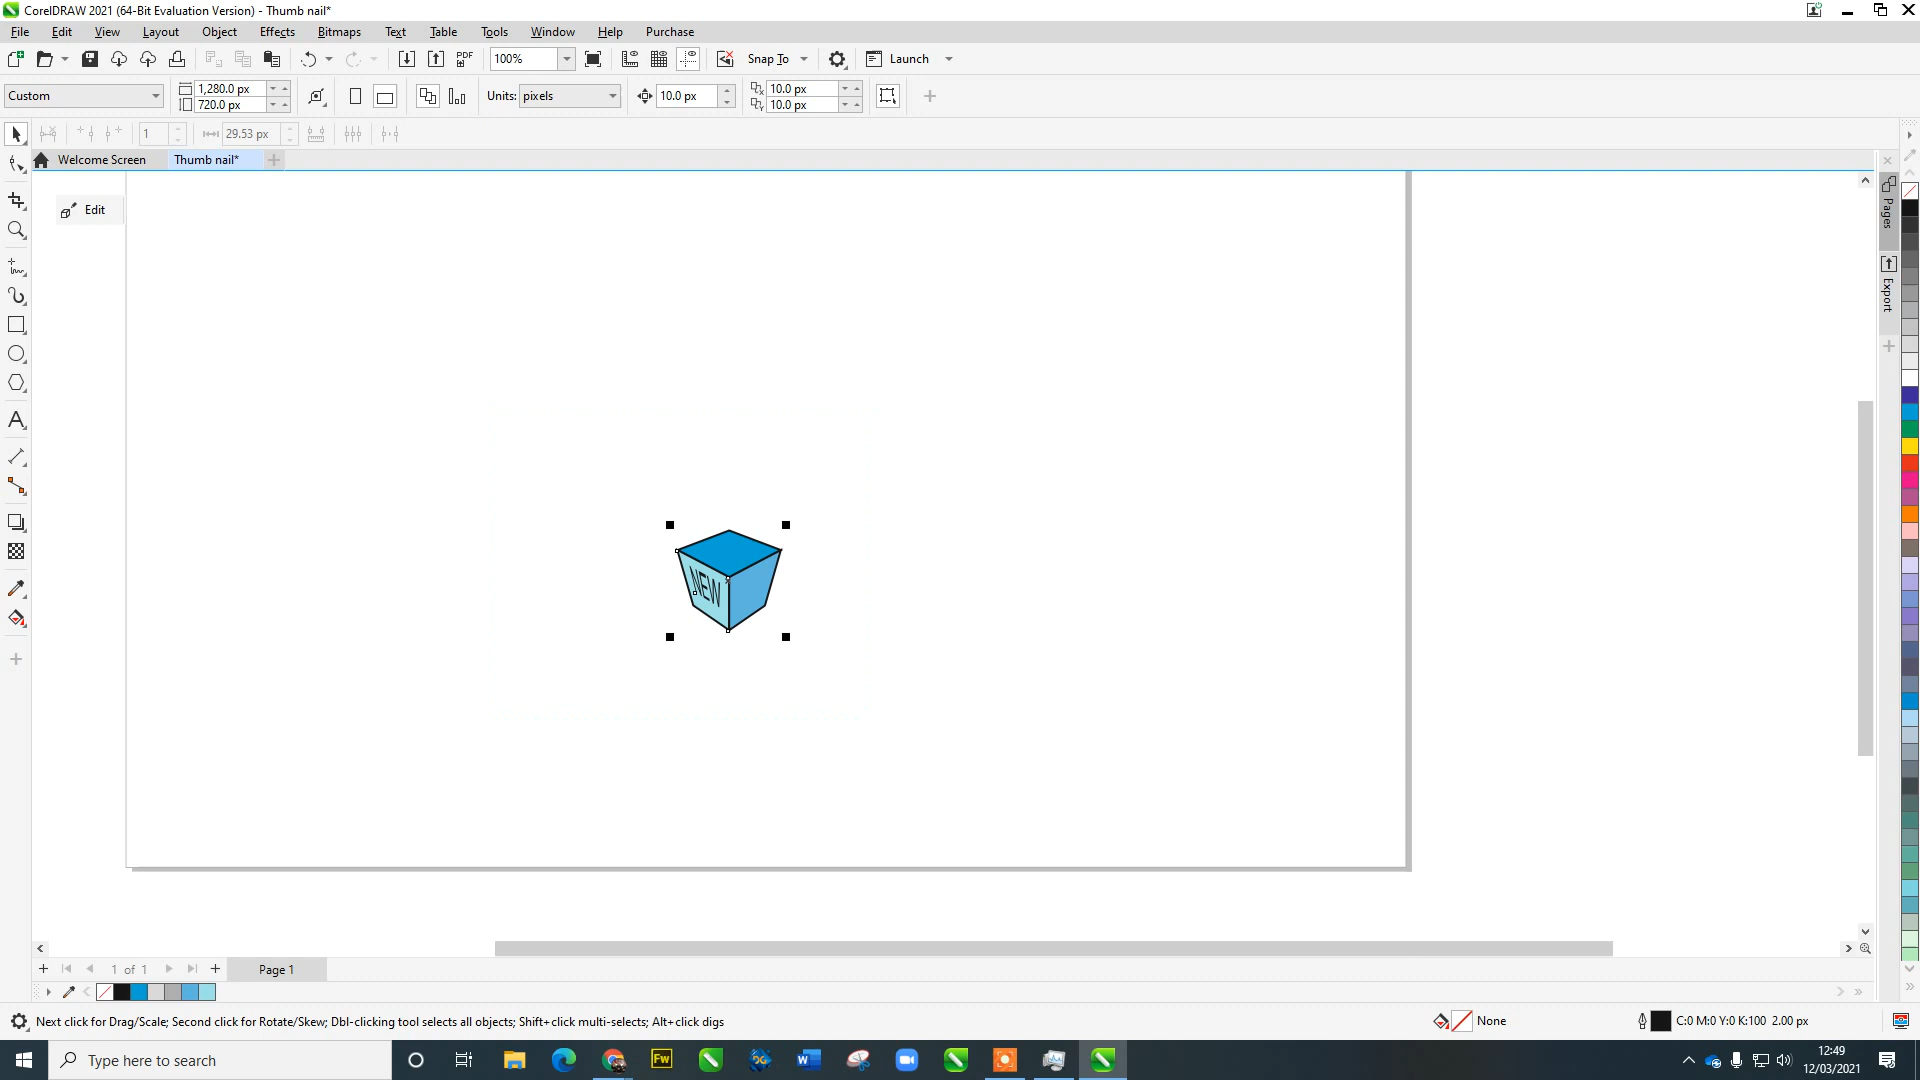 CorelDRAW 2021 (64-Bit Evaluation Version) - Thumb nail*
File Edit View Layout Object Effects Bitmaps Text Table Tools Window Help Purchase
PDF 100% Snap To Launch
Custom 1,280.0 px Units: pixels 10.0 px 10.0 px
720.0 px 10.0 px
1 29.53 px
Welcome Screen Thumb nail*
Edit
Pages
Export
NEW
1 of 1 Page 1
Next click for Drag/Scale; Second click for Rotate/Skew; Dbl-clicking tool selects all objects; Shift+click multi-selects; Alt+click digs None C:0 M:0 Y:0 K:100 2.00 px
Type here to search Fw 12:49
12/03/2021